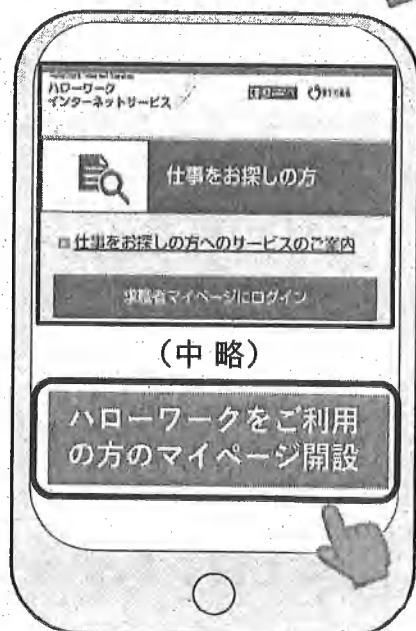 ハローワーク
インターネットサービス
仕事をお探しの方
仕事をお探しの方へのサービスのご案内
求職者マイページにログイン
(中 略)
ハローワークをご利用
の方のマイページ開設